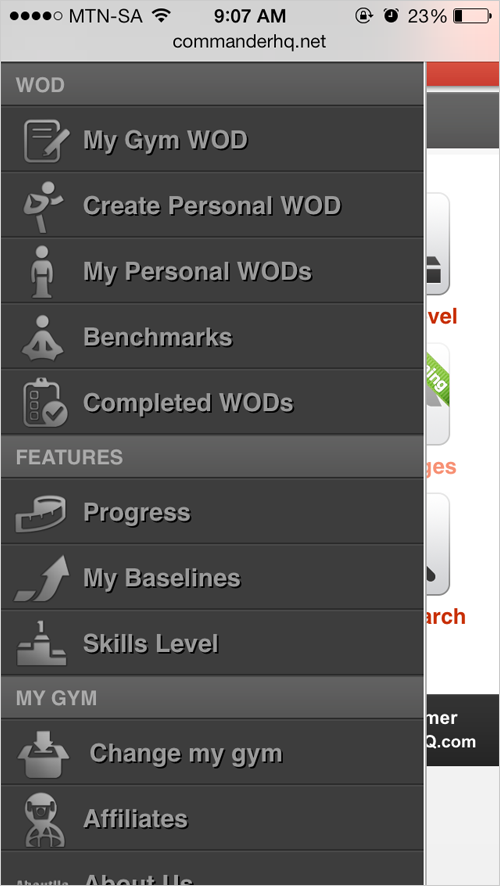 MTN-SA 9:07 AM 23%
commanderhq.net
WOD
My Gym WOD
Create Personal WOD
My Personal WODs
Benchmarks
vel
Completed WODs
FEATURES
ges
Progress
My Baselines
arch
1
Skills Level
MY GYM
mer
Q.com
Change my gym
Affiliates
About Us